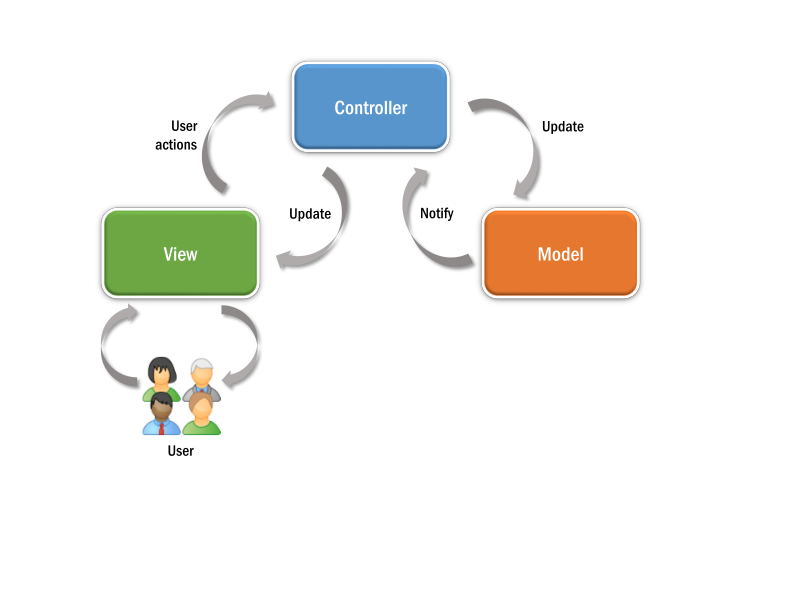 Controller
User
actions
Update
Update
Notify
View
Model
User